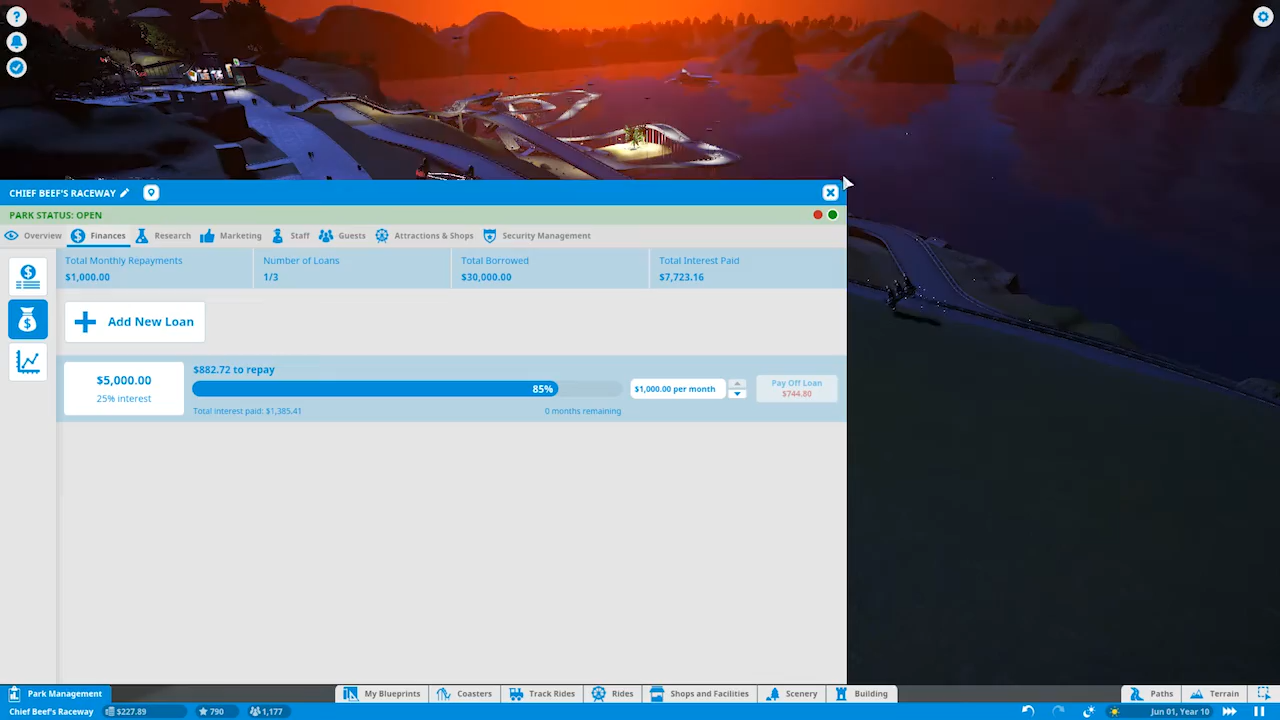 ?
CHIEF BEEF'S RACEWAY
PARK STATUS: OPEN
Overview Finances Research Marketing Staff Guests Attractions & Shops Security Management
Total Monthly Repayments Number of Loans Total Borrowed Total Interest Paid
$1,000.00 1/3 $30,000.00 $7,723.16
Add New Loan
$5,000.00
25% interest
$882.72 to repay
85%
Total interest paid: $1,385.41
0 months remaining
$1,000.00 per month
Pay Off Loan
$744.80
Park Management My Blueprints Coasters Track Rides Rides Shops and Facilities Scenery Building Paths Terrain
Chief Beef's Raceway $227.89 790 1,177 Jun 01, Year 10